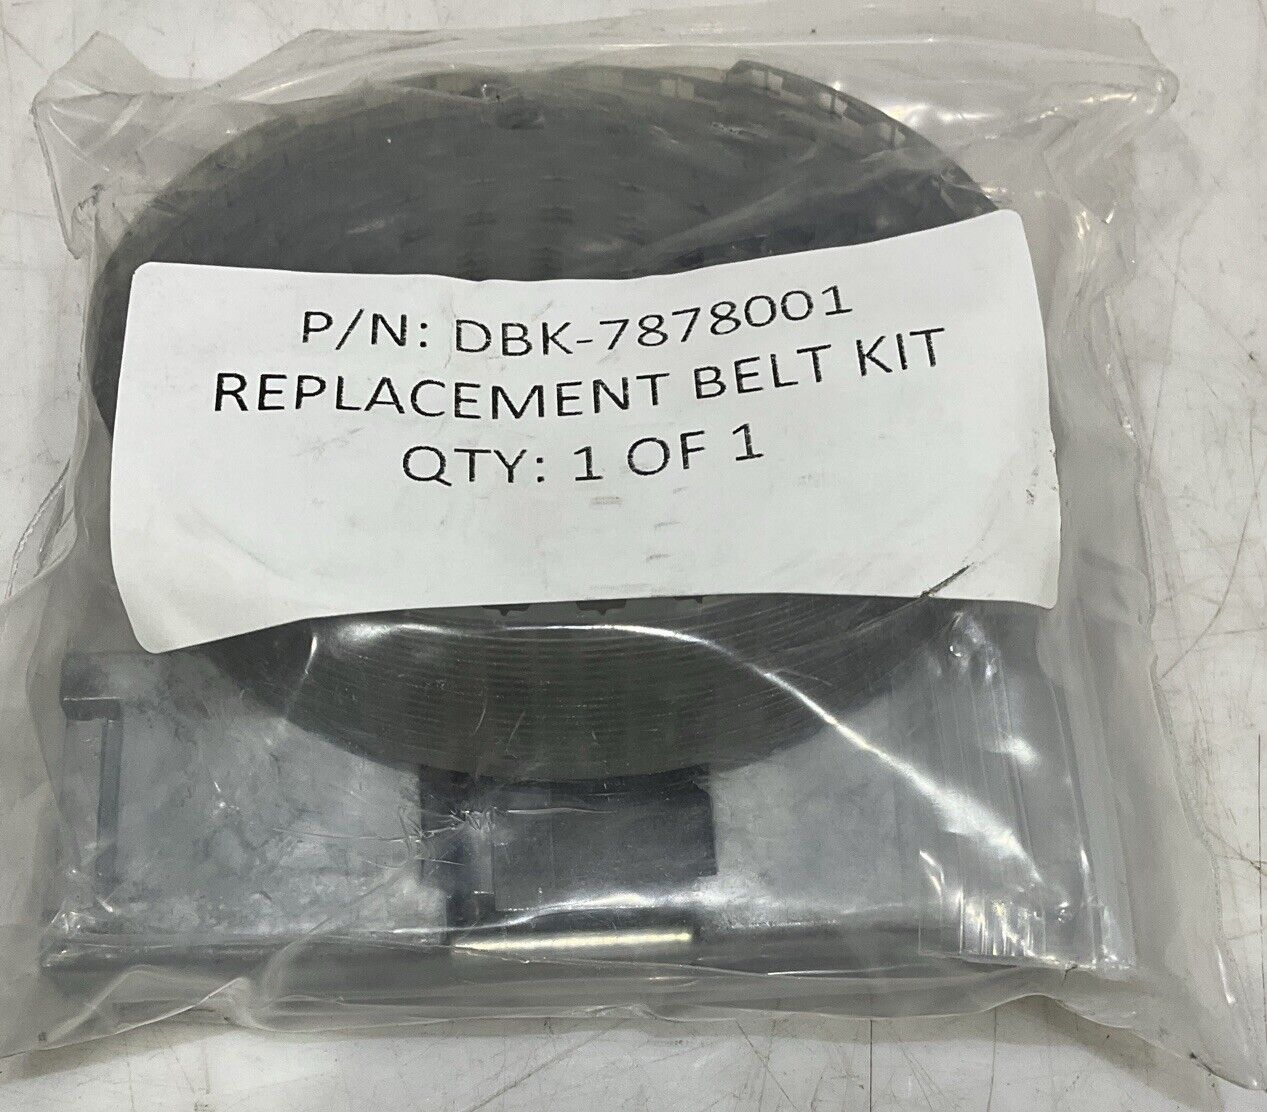 P/N: DBK-7878001
REPLACEMENT BELT KIT
QTY: 1 OF 1